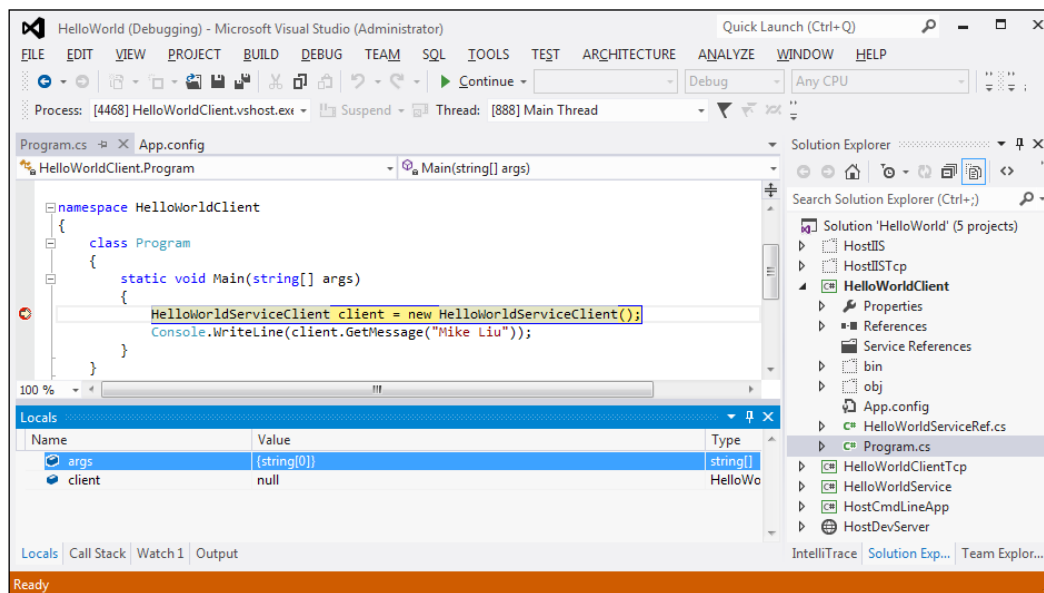 HelloWorld (Debugging) - Microsoft Visual Studio (Administrator) Quick Launch (Ctrl+Q)
FILE EDIT VIEW PROJECT BUILD DEBUG TEAM SQL TOOLS TEST ARCHITECTURE ANALYZE WINDOW HELP
Continue Debug Any CPU
Process: [4468] HelloWorldClient.vshost.exe Suspend Thread: [888] Main Thread
Program.cs App.config
HelloWorldClient.Program Main(string[] args)
namespace HelloWorldClient
{
class Program
{
static void Main(string[] args)
{
HelloWorldServiceClient client = new HelloWorldServiceClient();
Console.WriteLine(client.GetMessage("Mike Liu"));
}
}
100 %
Locals
Name Value Type
args {string[0]} string[]
client null HelloWo
Locals Call Stack Watch 1 Output
Solution Explorer
Search Solution Explorer (Ctrl+;)
Solution 'HelloWorld' (5 projects)
HostIIS
HostIISTcp
C# HelloWorldClient
Properties
References
Service References
bin
obj
App.config
C# HelloWorldServiceRef.cs
C# Program.cs
C# HelloWorldClientTcp
C# HelloWorldService
C# HostCmdLineApp
HostDevServer
IntelliTrace Solution Exp... Team Explor...
Ready